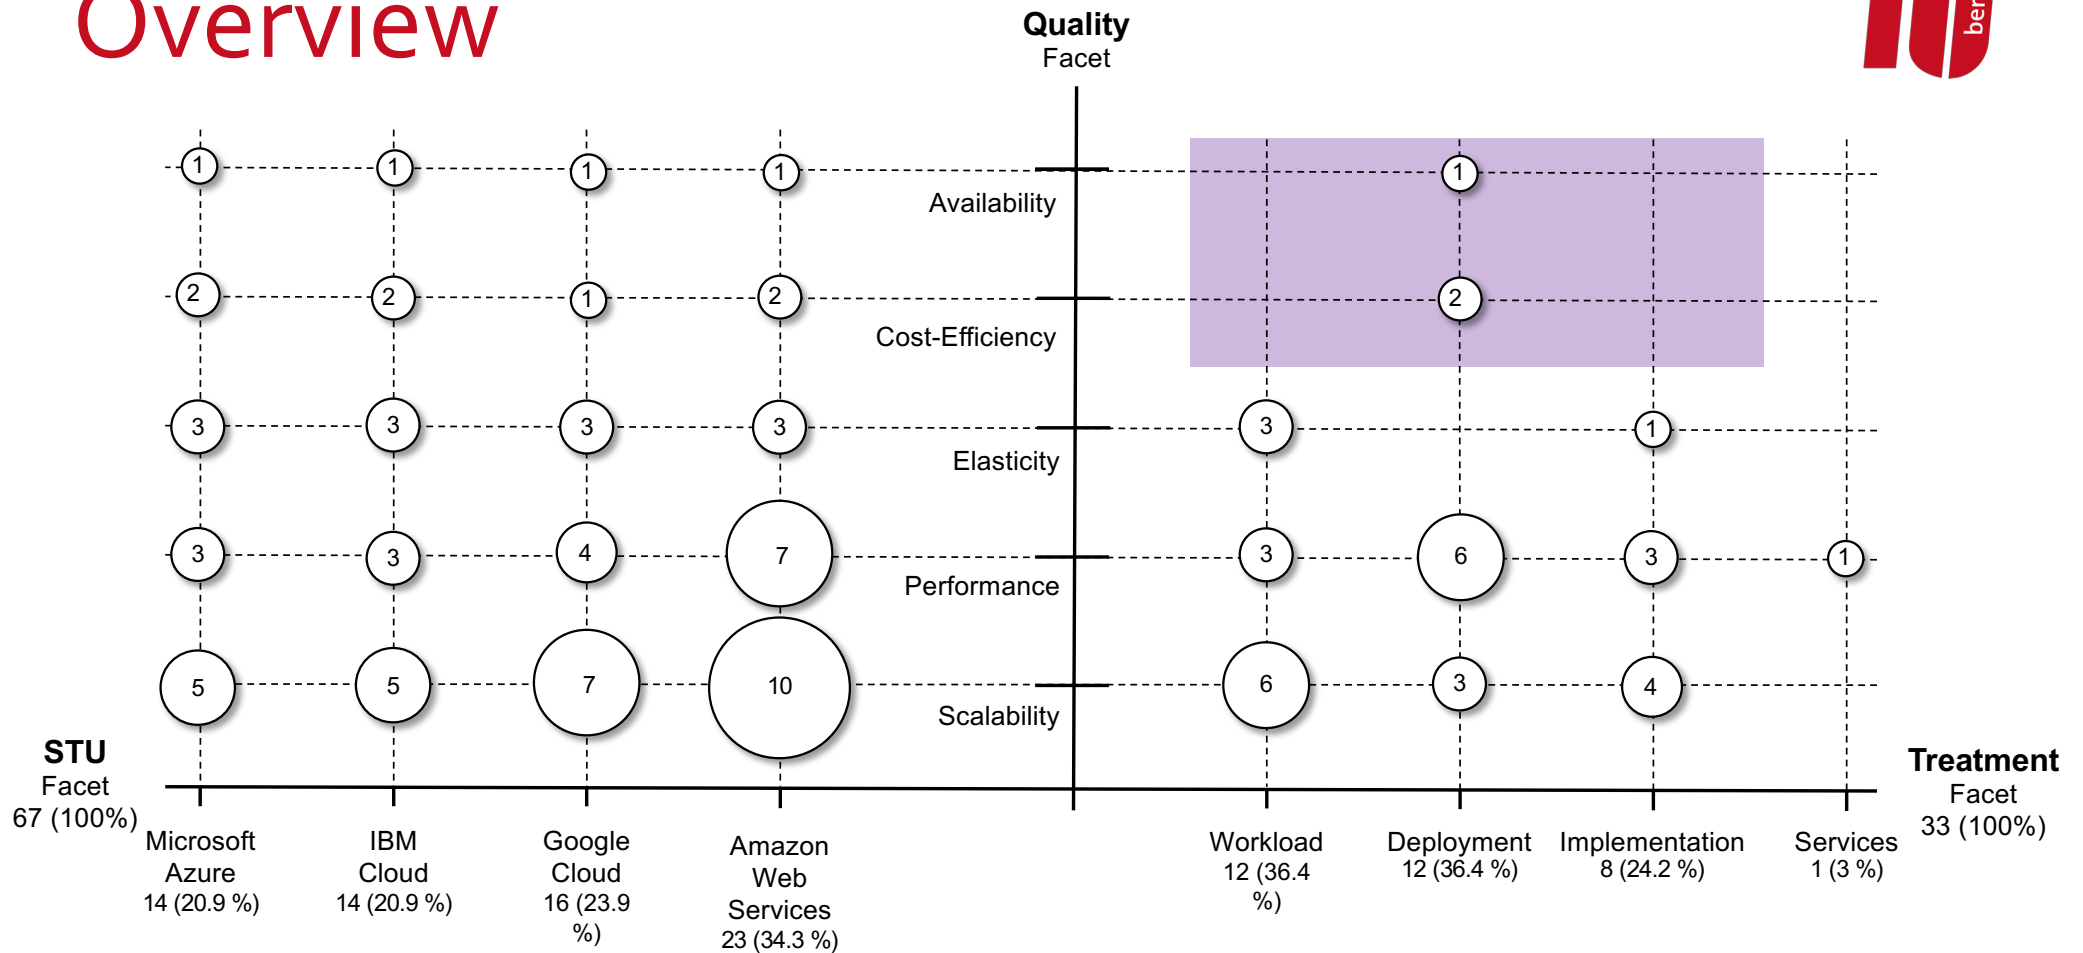 Overview
Quality
Facet
ber
1 1 1 1 1
Availability
2 2 1 2 2
Cost-Efficiency
3 3 3 3 3 1
Elasticity
3 3 4 7 3 6 3 1
Performance
5 5 7 10 6 3 4
Scalability
STU
Facet
67 (100%)
Treatment
Facet
33 (100%)
Microsoft
Azure
14 (20.9 %)
IBM
Cloud
14 (20.9 %)
Google
Cloud
16 (23.9
%)
Amazon
Web
Services
23 (34.3 %)
Workload
12 (36.4
%)
Deployment
12 (36.4 %)
Implementation
8 (24.2 %)
Services
1 (3 %)